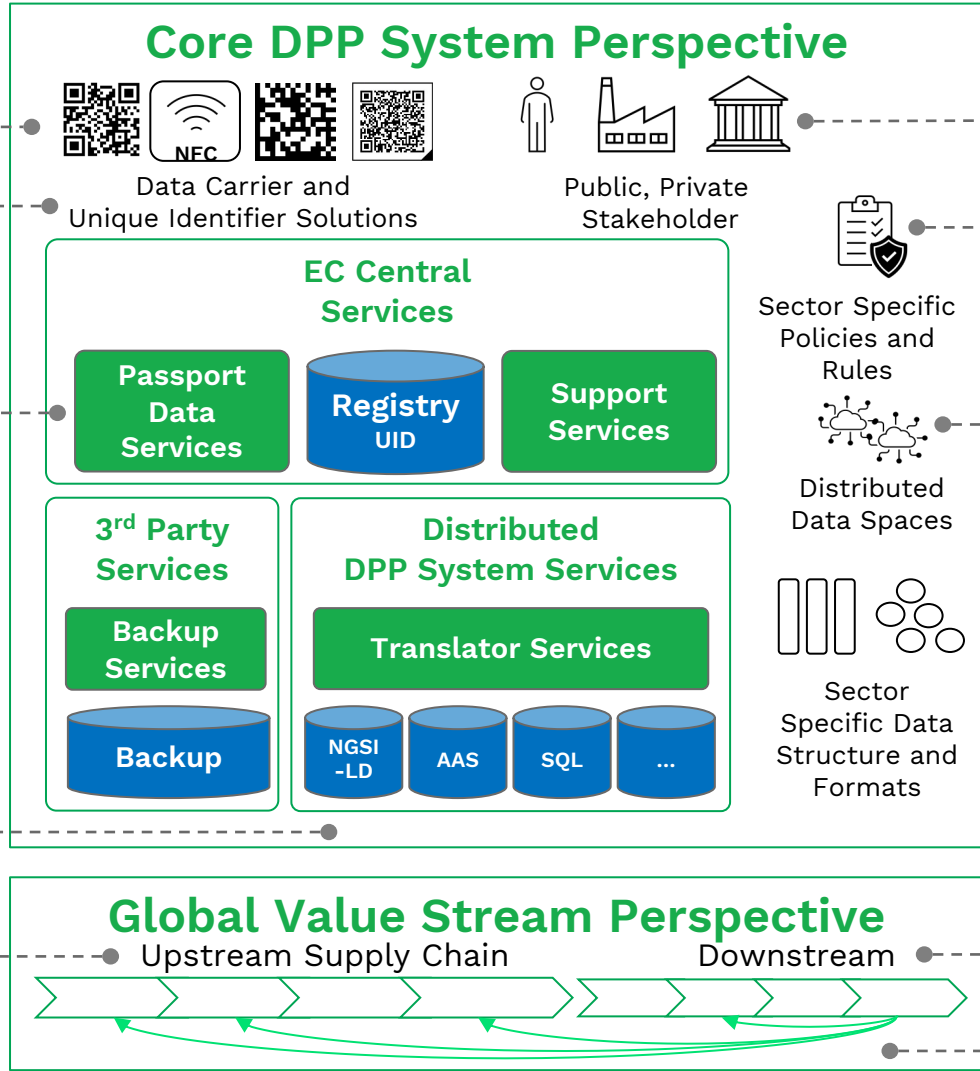 Core DPP System Perspective
NFC
Data Carrier and
Unique Identifier Solutions
Public, Private
Stakeholder
Sector Specific
Policies and
Rules
Distributed
Data Spaces
Sector
Specific Data
Structure and
Formats
EC Central
Services
Passport
Data
Services
Registry
UID
Support
Services
3rd Party
Services
Backup
Services
Backup
Distributed
DPP System Services
Translator Services
NGSI
-LD
AAS
SQL
...
Global Value Stream Perspective
Upstream Supply Chain
Downstream